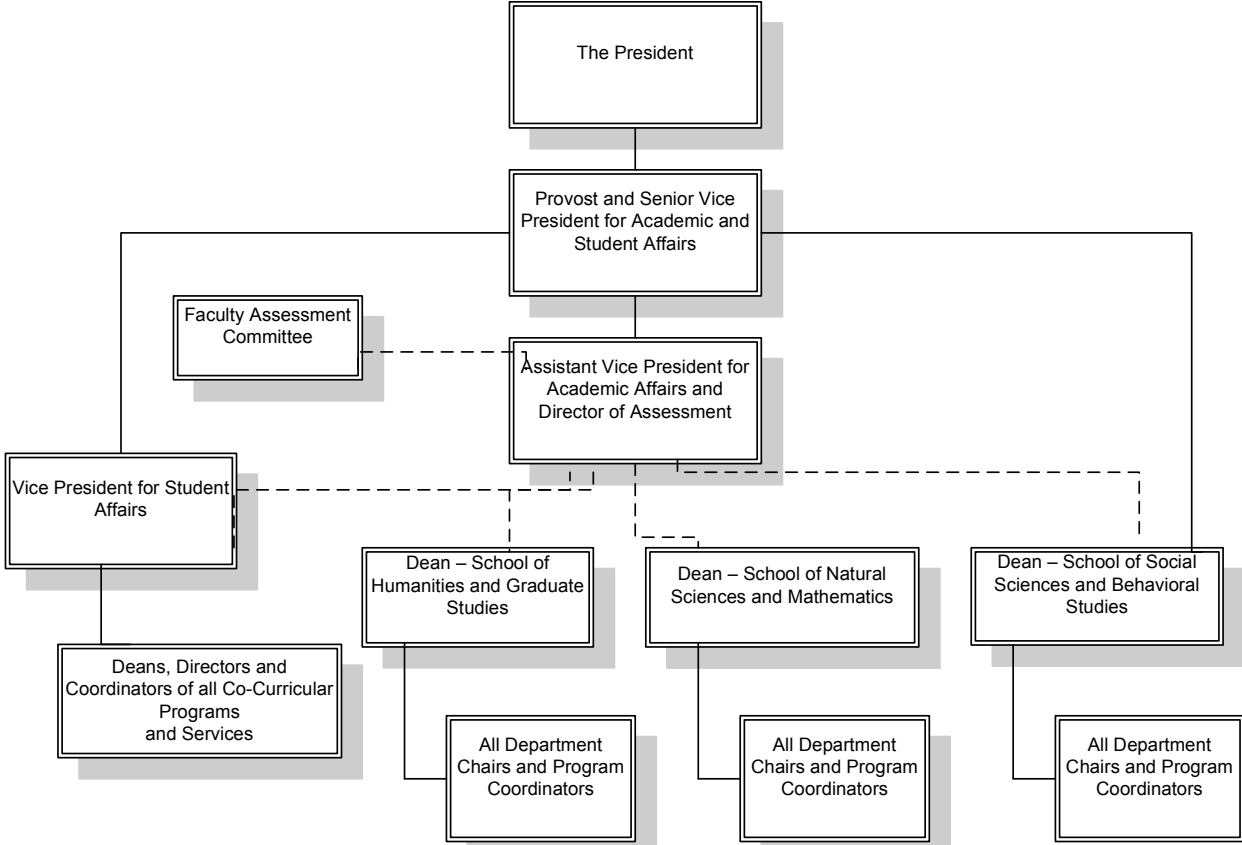 The President
Provost and Senior Vice
President for Academic and
Student Affairs
Faculty Assessment
Committee
Assistant Vice President for
Academic Affairs and
Director of Assessment
Vice President for Student
Affairs
Dean – School of
Humanities and Graduate
Studies
Dean – School of Natural
Sciences and Mathematics
Dean – School of Social
Sciences and Behavioral
Studies
Deans, Directors and
Coordinators of all Co-Curricular
Programs
and Services
All Department
Chairs and Program
Coordinators
All Department
Chairs and Program
Coordinators
All Department
Chairs and Program
Coordinators